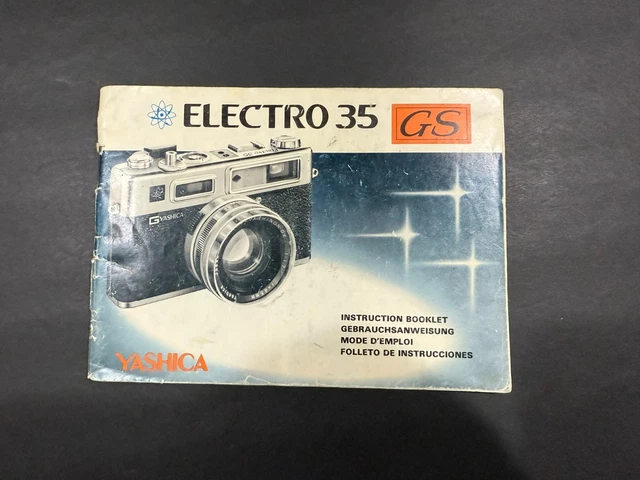 ELECTRO 35 GS
G YASHICA
INSTRUCTION BOOKLET
GEBRAUCHSANWEISUNG
MODE D'EMPLOI
FOLLETO DE INSTRUCCIONES
YASHICA